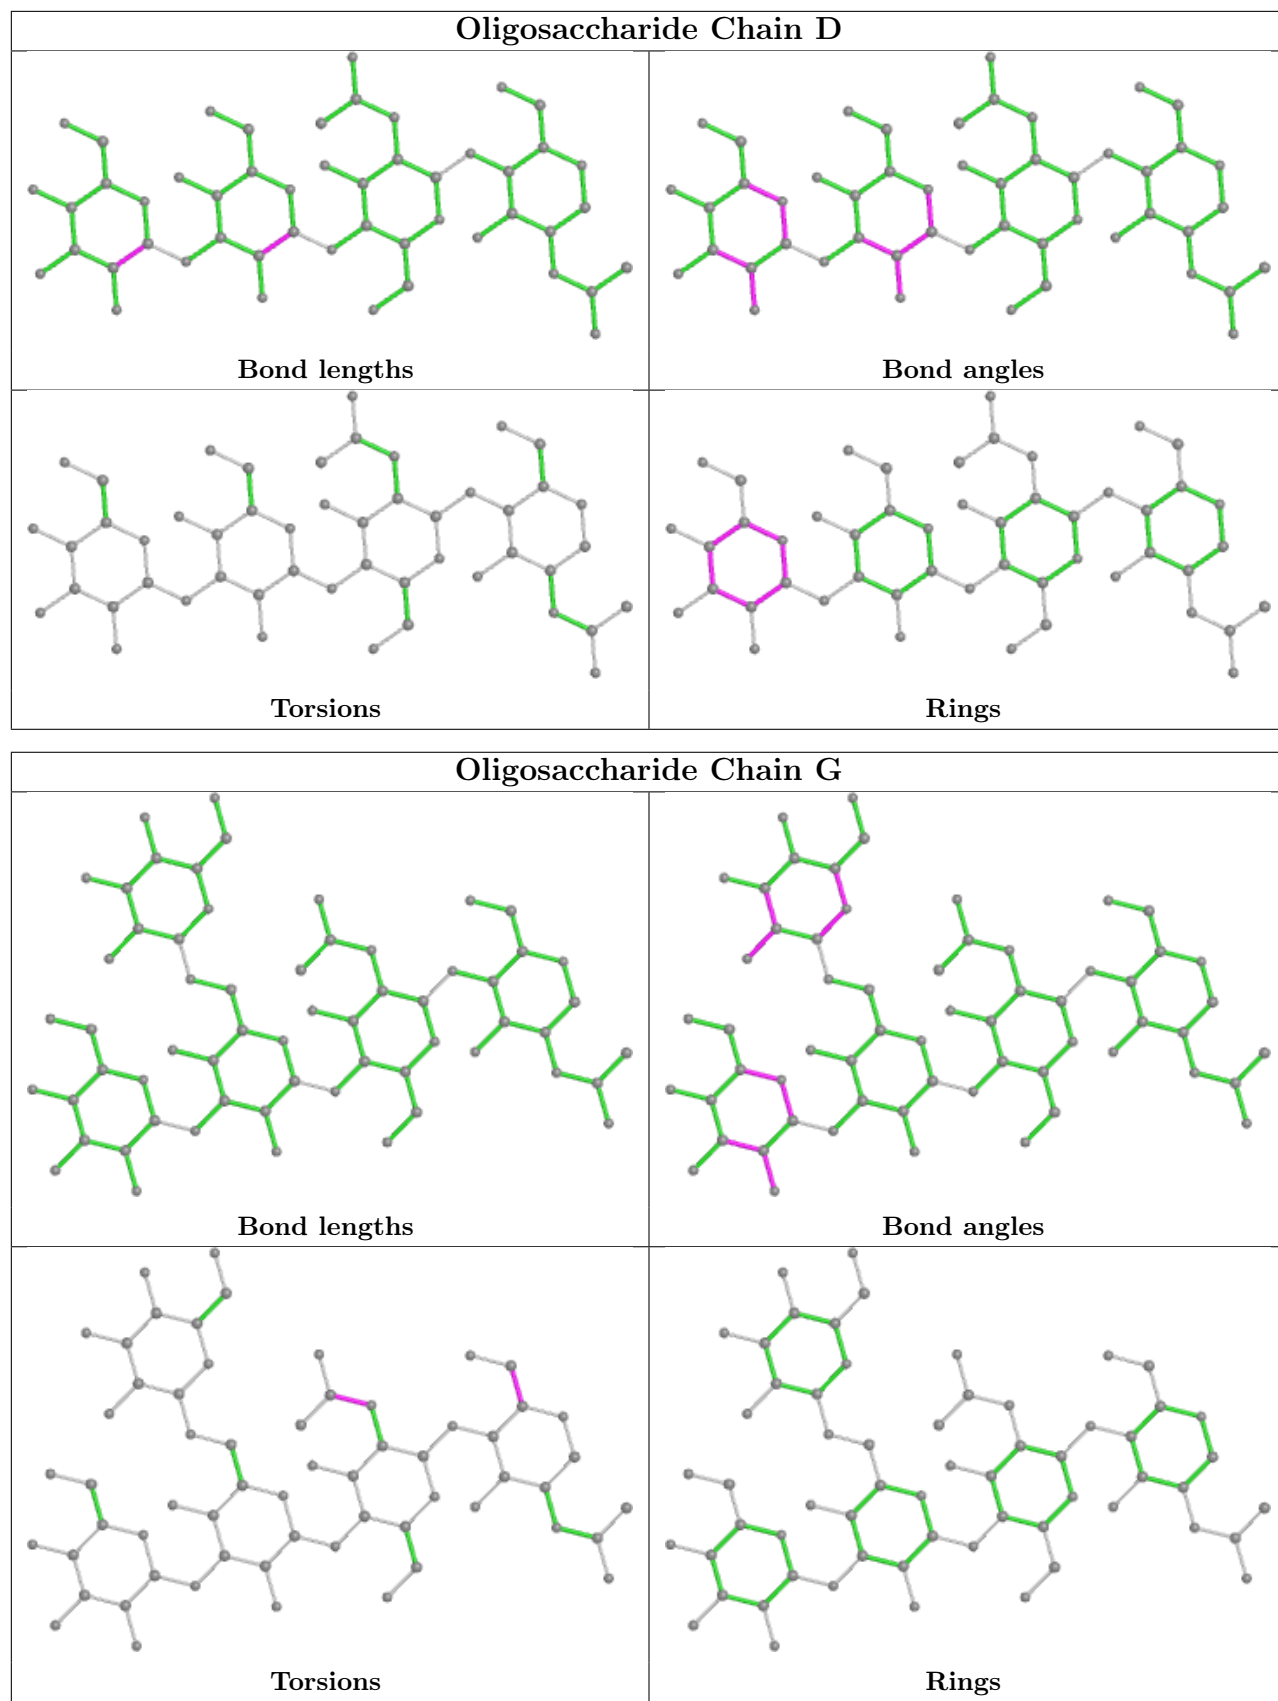 Oligosaccharide Chain D
Bond lengths
Bond angles
Torsions
Rings
Oligosaccharide Chain G
Bond lengths
Bond angles
Torsions
Rings